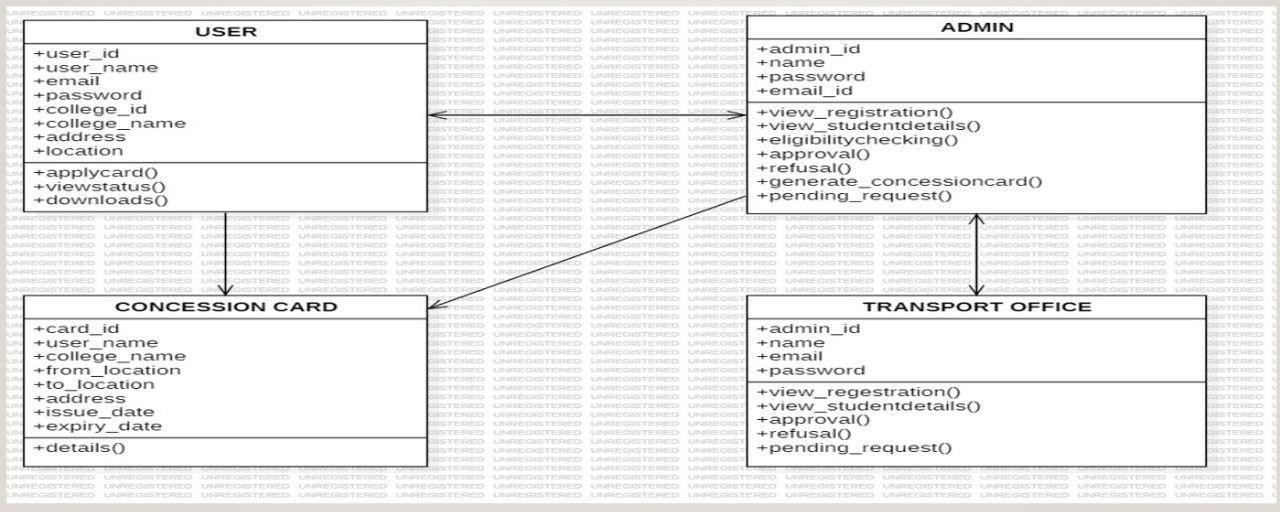 USER
+user_id
+user_name
+email
+password
+college_id
+college_name
+address
+location
+applycard()
+viewstatus()
+downloads()
ADMIN
+admin_id
+name
+password
+email_id
+view_registration()
+view_studentdetails()
+eligibilitychecking()
+approval()
+refusal()
+generate_concessioncard()
+pending_request()
CONCESSION CARD
+card_id
+user_name
+college_name
+from_location
+to_location
+address
+issue_date
+expiry_date
+details()
TRANSPORT OFFICE
+admin_id
+name
+email
+password
+view_regestration()
+view_studentdetails()
+approval()
+refusal()
+pending_request()
UNREGISTERED